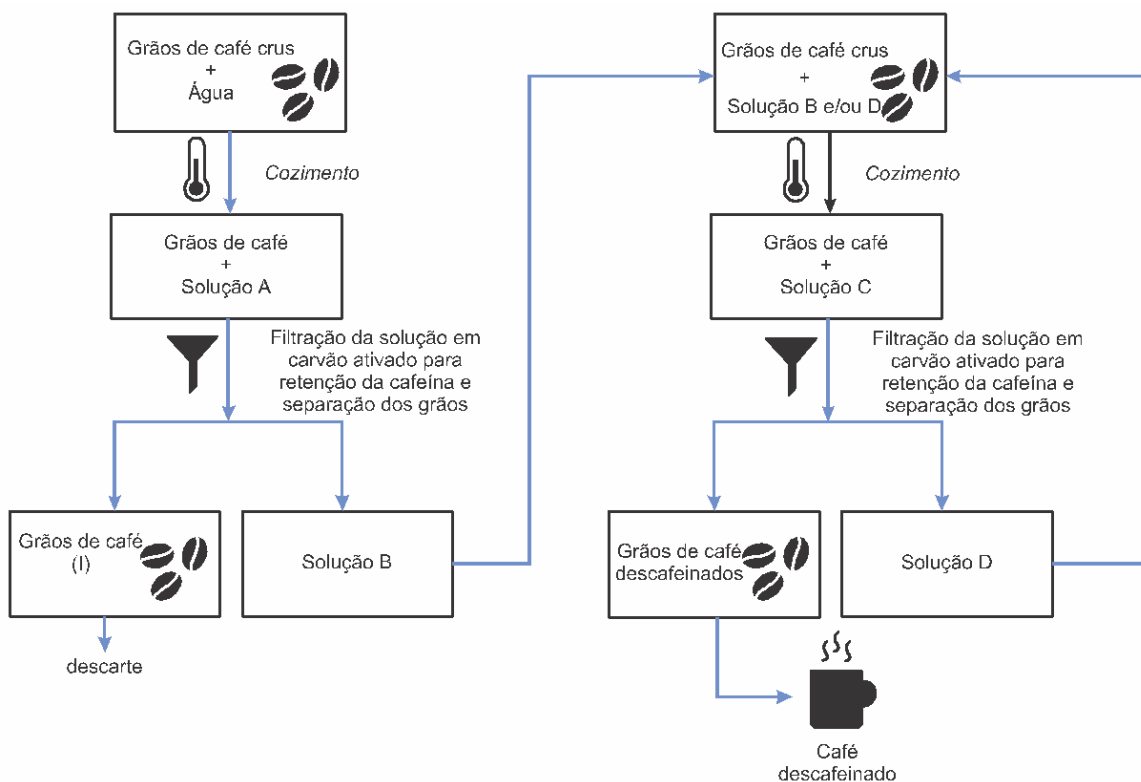 Grãos de café crus
+
Água
Cozimento
Grãos de café
+
Solução A
Filtração da solução em
carvão ativado para
retenção da cafeína e
separação dos grãos
Grãos de café
(I)
Solução B
descarte
Grãos de café crus
+
Solução B e/ou D
Cozimento
Grãos de café
+
Solução C
Filtração da solução em
carvão ativado para
retenção da cafeína e
separação dos grãos
Grãos de café
descafeinados
Solução D
Café
descafeinado